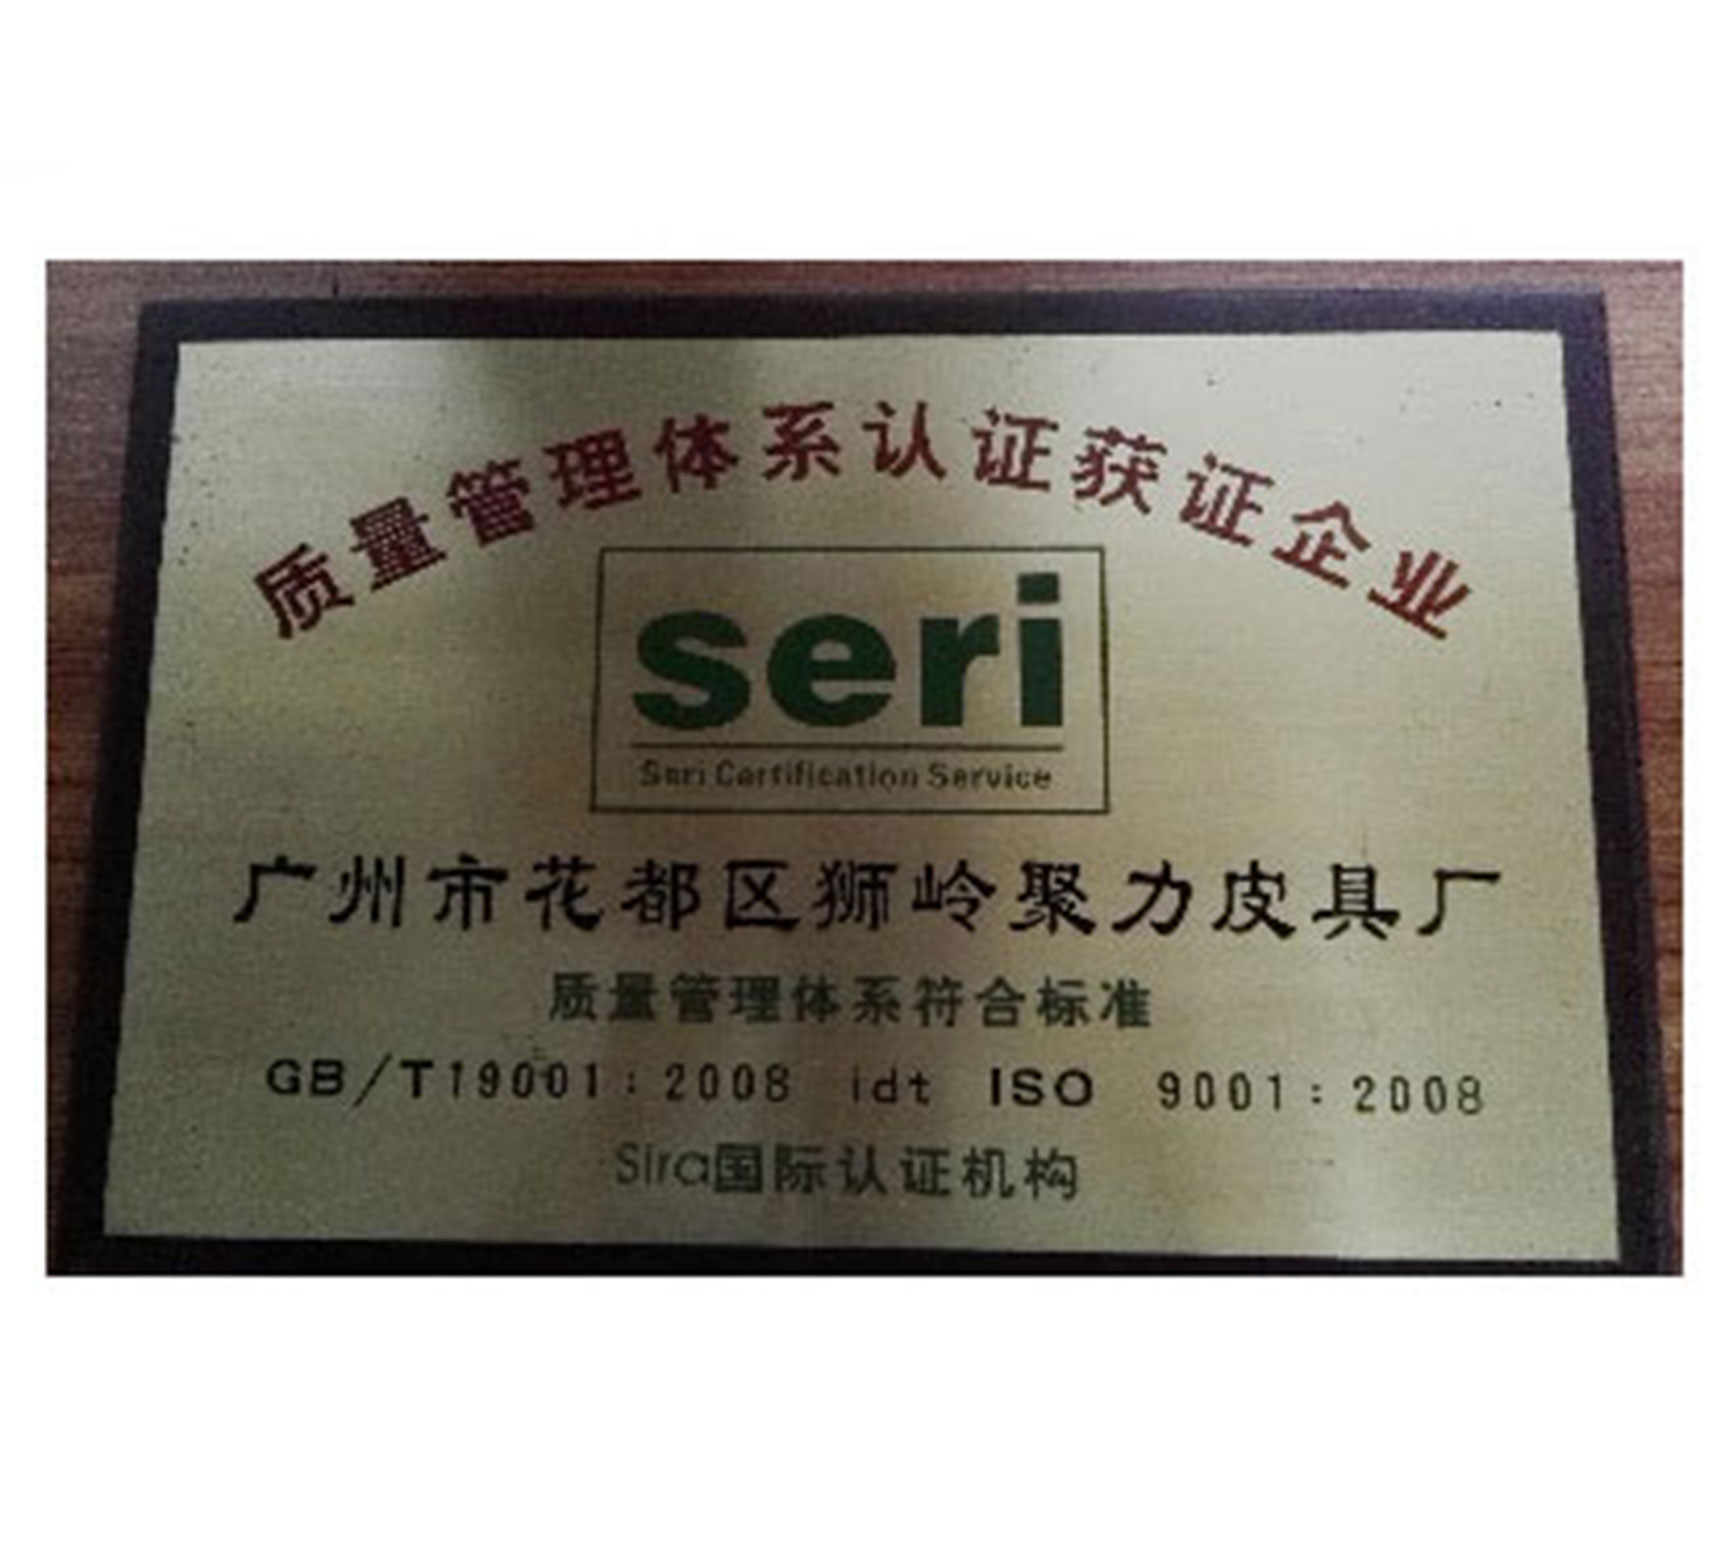 质量管理体系认证获证企业
seri
Seri Certification Service
广州市花都区狮岭聚力皮具厂
质量管理体系符合标准
GB/T19001:2008 idt ISO 9001:2008
Sira国际认证机构